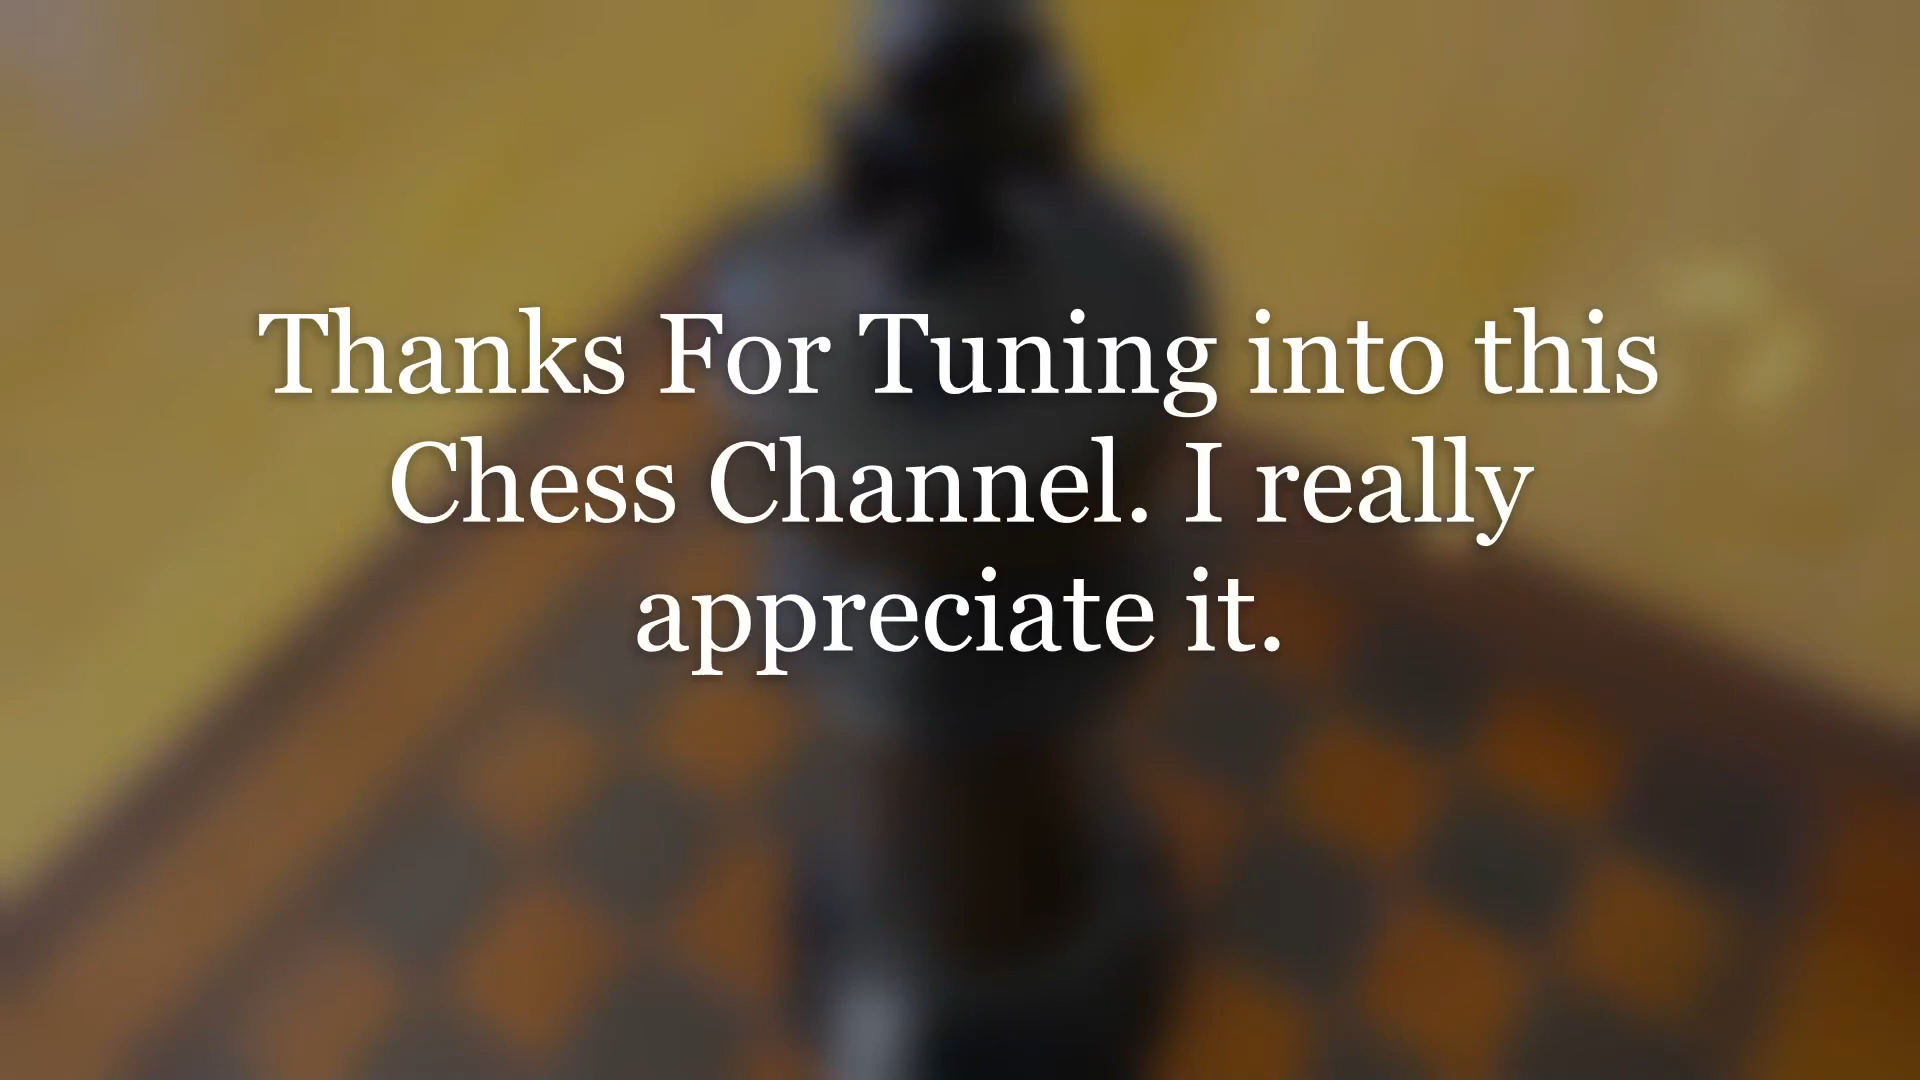 Thanks For Tuning into this
Chess Channel. I really
appreciate it.